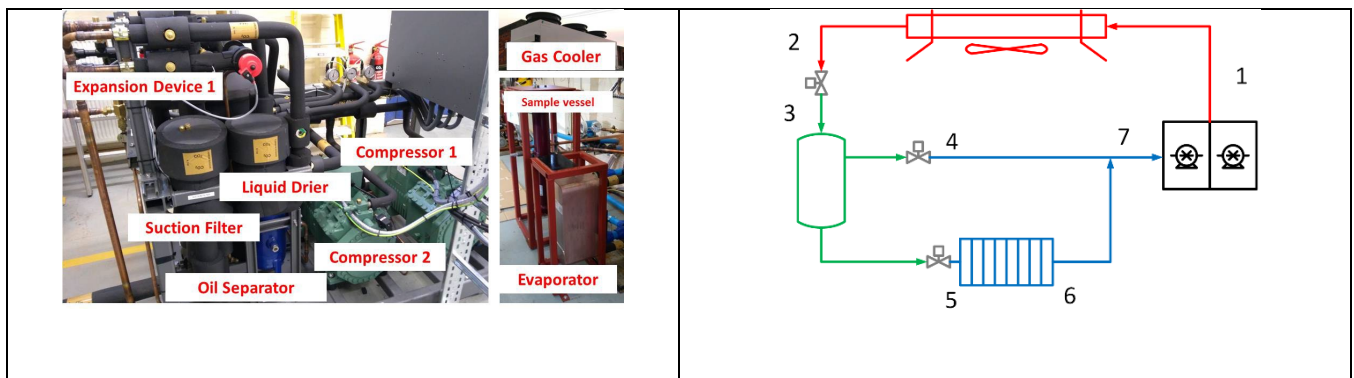 Gas Cooler
Expansion Device 1
Sample vessel
Compressor 1
Liquid Drier
Suction Filter
Compressor 2
Oil Separator
Evaporator
2
1
3
4
7
5
6